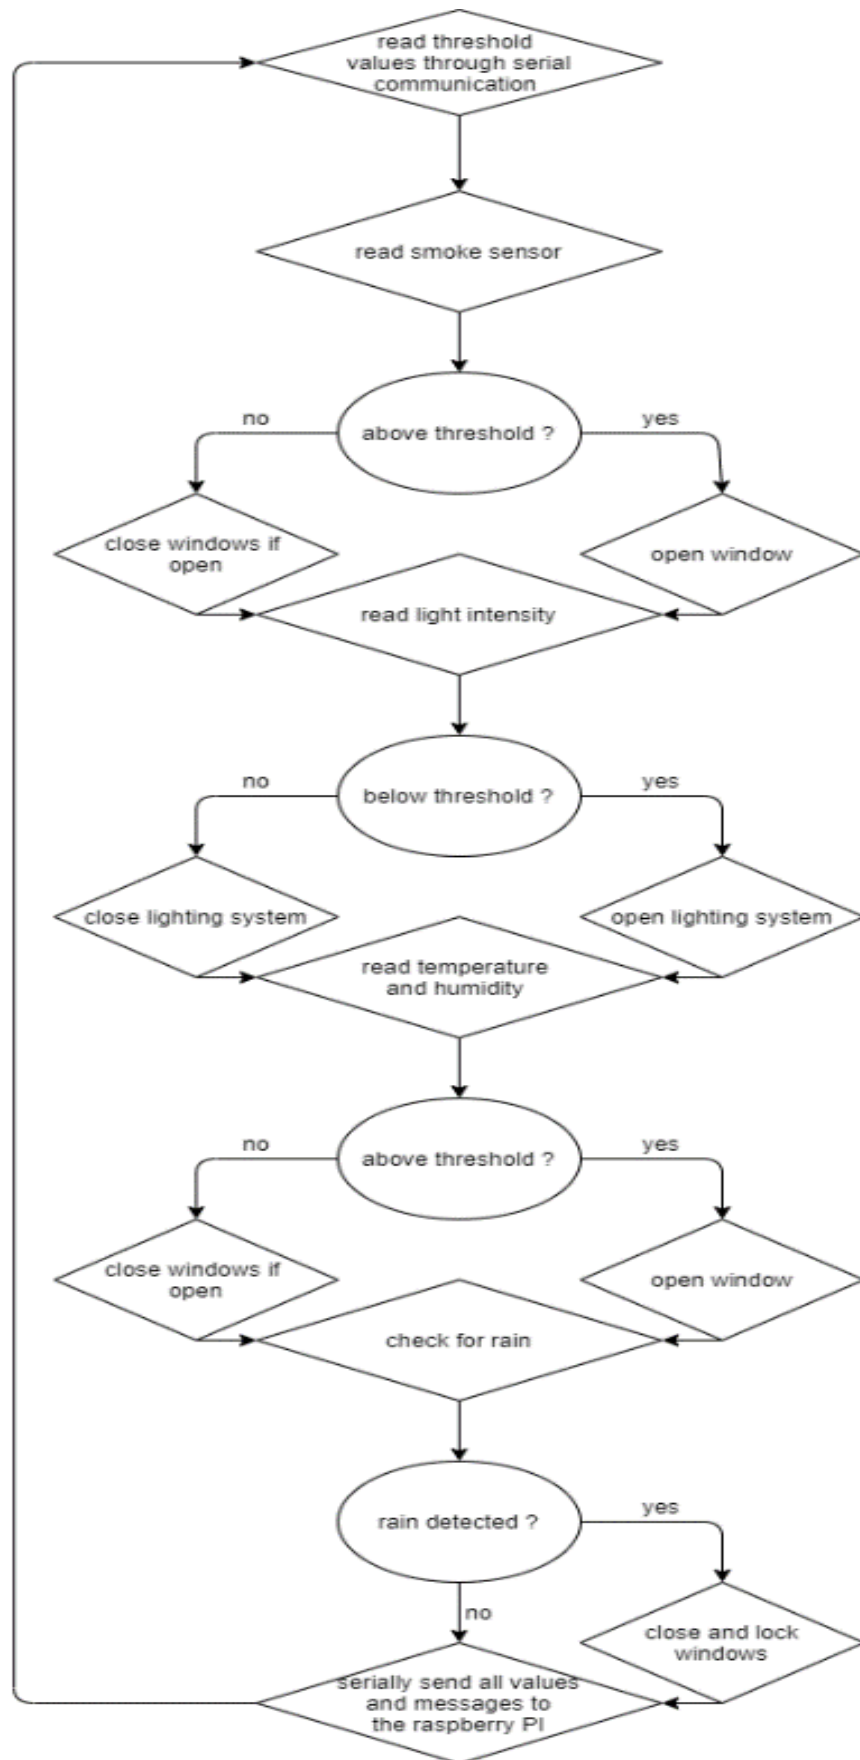 read threshold
values through serial
communication
read smoke sensor
above threshold ?
no
yes
close windows if
open
open window
read light intensity
below threshold ?
no
yes
close lighting system
open lighting system
read temperature
and humidity
above threshold ?
no
yes
close windows if
open
open window
check for rain
rain detected ?
yes
no
close and lock
windows
serially send all values
and messages to
the raspberry PI